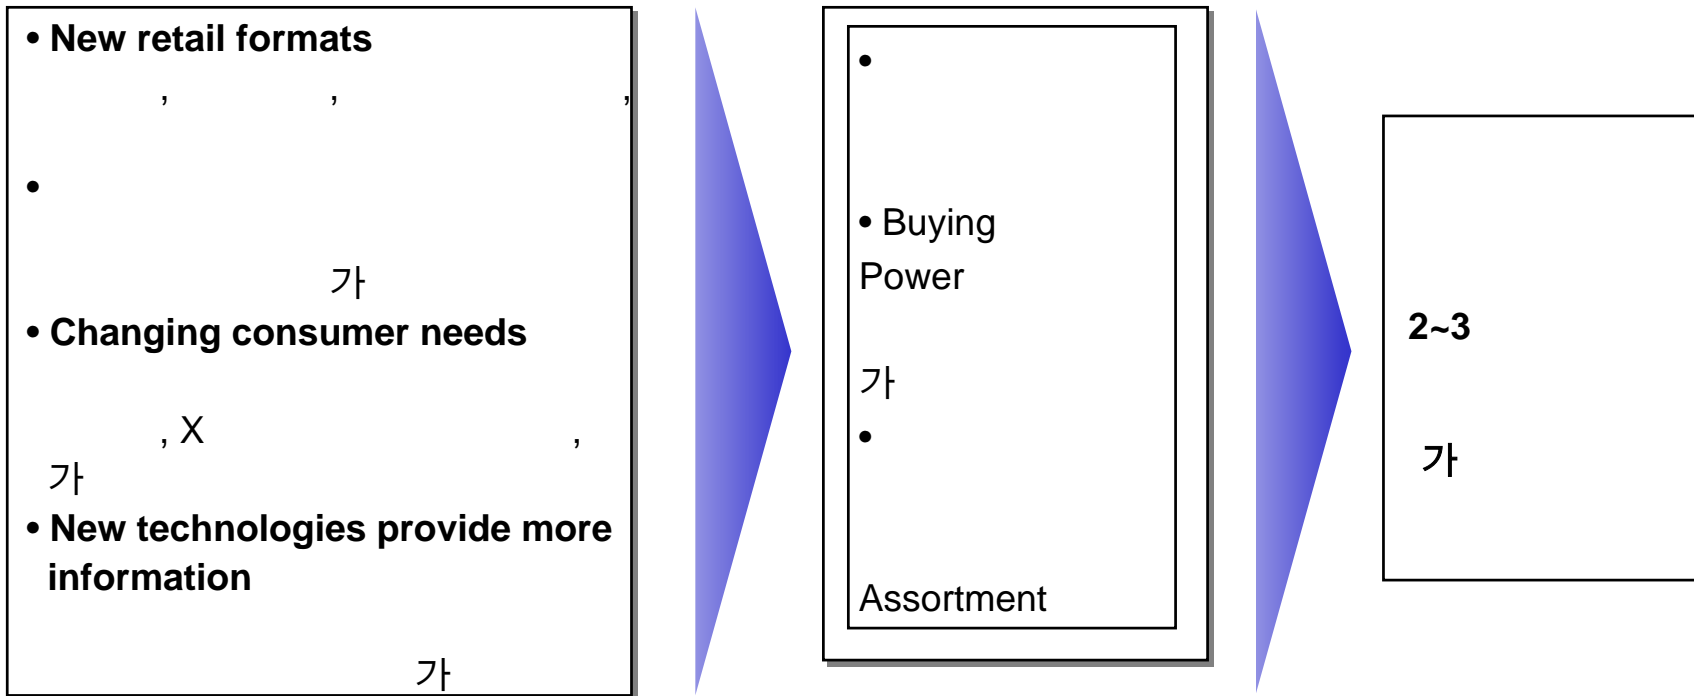 • New retail formats
, , ,
•
가
• Changing consumer needs
, X ,
가
• New technologies provide more
information
가
•
• Buying
Power
가
•
Assortment
2~3
가